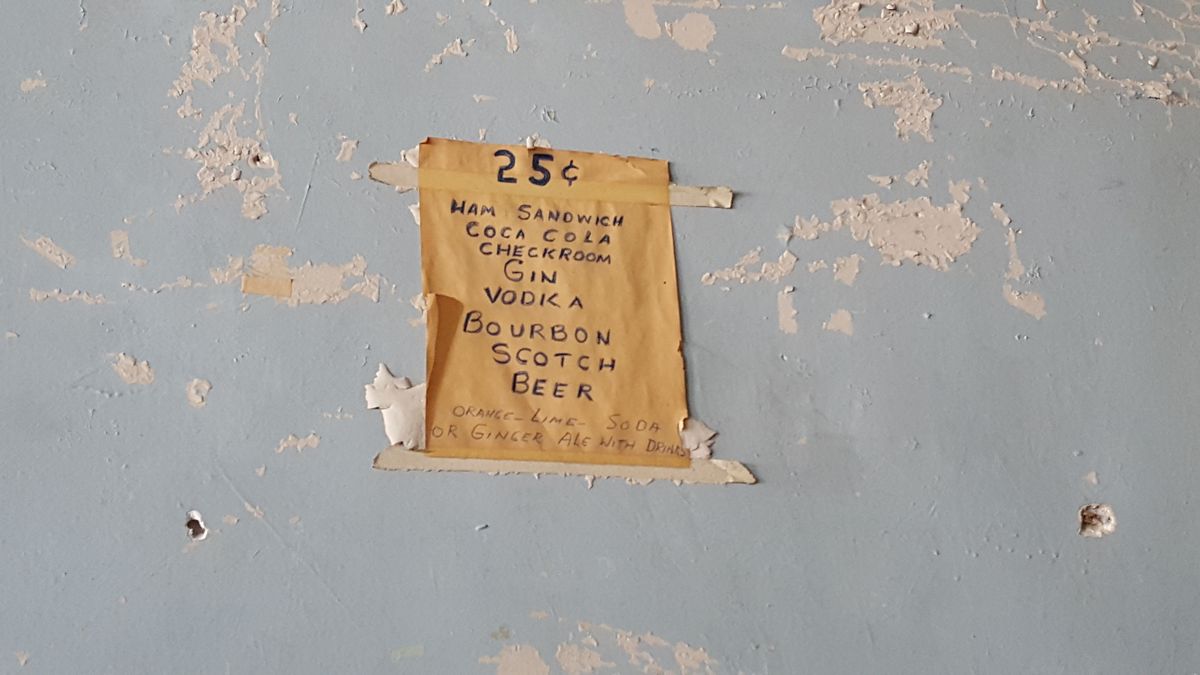 25¢
HAM SANDWICH
COCA COLA
CHECKROOM
GIN
VODKA
BOURBON
SCOTCH
BEER
ORANGE - LIME - SODA
OR GINGER ALE WITH DRINKS